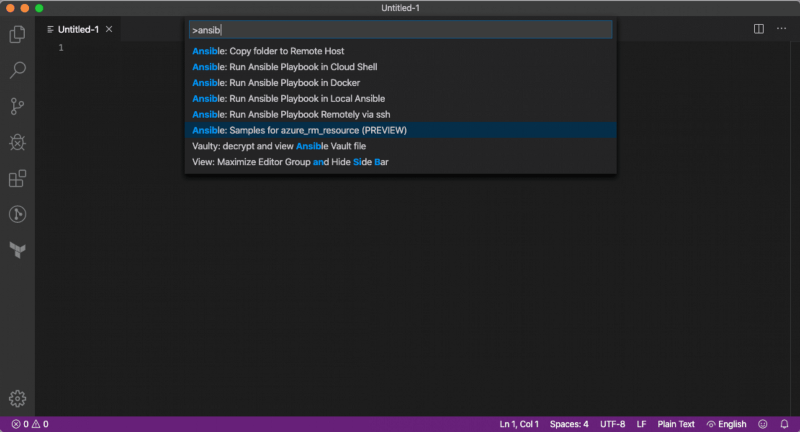 Untitled-1
Untitled-1
>ansib
1
Ansible: Copy folder to Remote Host
Ansible: Run Ansible Playbook in Cloud Shell
Ansible: Run Ansible Playbook in Docker
Ansible: Run Ansible Playbook in Local Ansible
Ansible: Run Ansible Playbook Remotely via ssh
Ansible: Samples for azure_rm_resource (PREVIEW)
Vaulty: decrypt and view Ansible Vault file
View: Maximize Editor Group and Hide Side Bar
0 0 Ln 1, Col 1 Spaces: 4 UTF-8 LF Plain Text English